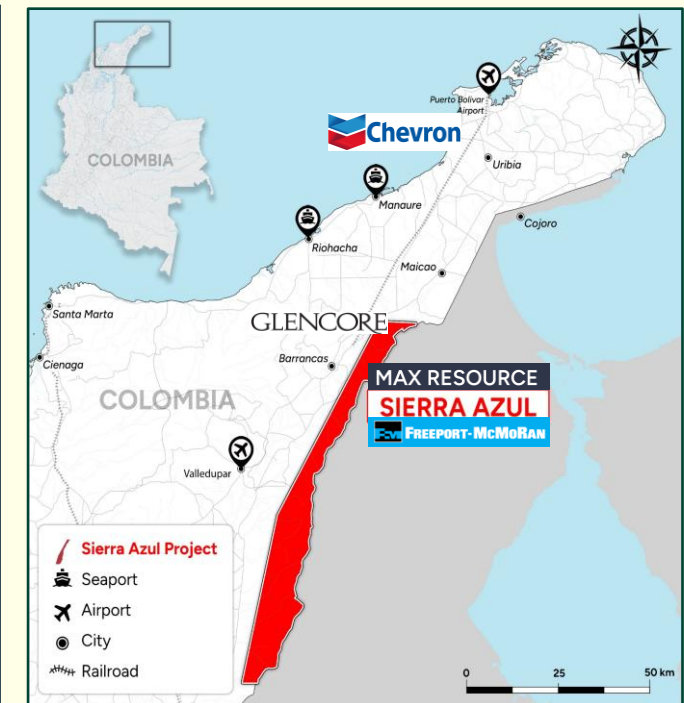 COLOMBIA
Puerto Bolivar
Airport
Chevron
Uribia
Manaure
Cojoro
Riohacha
Maicao
Santa Marta
GLENCORE
Barrancas
Cienaga
MAX RESOURCE
COLOMBIA
SIERRA AZUL
FCX FREEPORT-MCMORAN
Valledupar
Sierra Azul Project
Seaport
Airport
City
Railroad
0 25 50 km